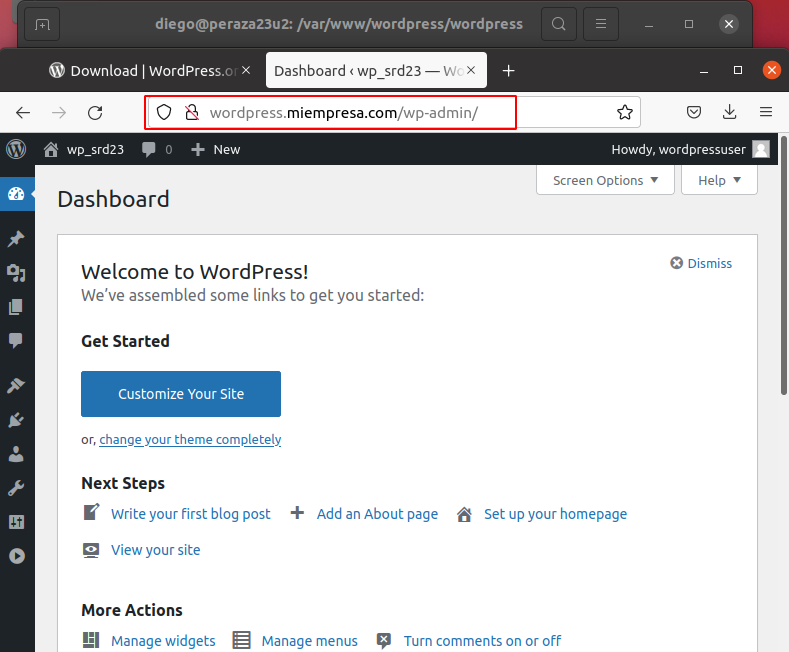 diego@peraza23u2: /var/www/wordpress/wordpress
Download | WordPress.or
Dashboard ‹ wp_srd23 — Wo
wordpress.miempresa.com/wp-admin/
wp_srd23 0 New Howdy, wordpressuser
Screen Options Help
Dashboard
Welcome to WordPress!
Dismiss
We've assembled some links to get you started:
Get Started
Customize Your Site
or, change your theme completely
Next Steps
Write your first blog post Add an About page Set up your homepage
View your site
More Actions
Manage widgets Manage menus Turn comments on or off